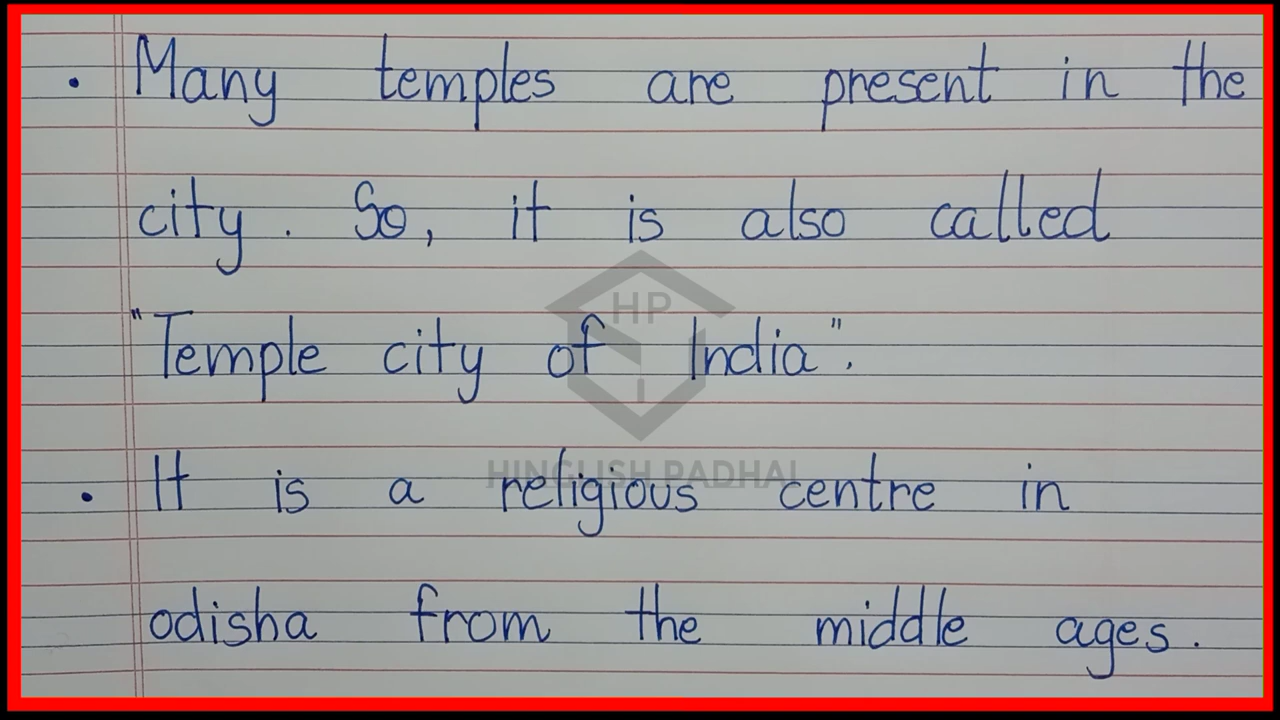 • Many temples are present in the
city. So, it is also called
HP
"Temple city of India".
I
HINGLISH PADHAI
• It is a religious centre in
odisha from the middle ages.